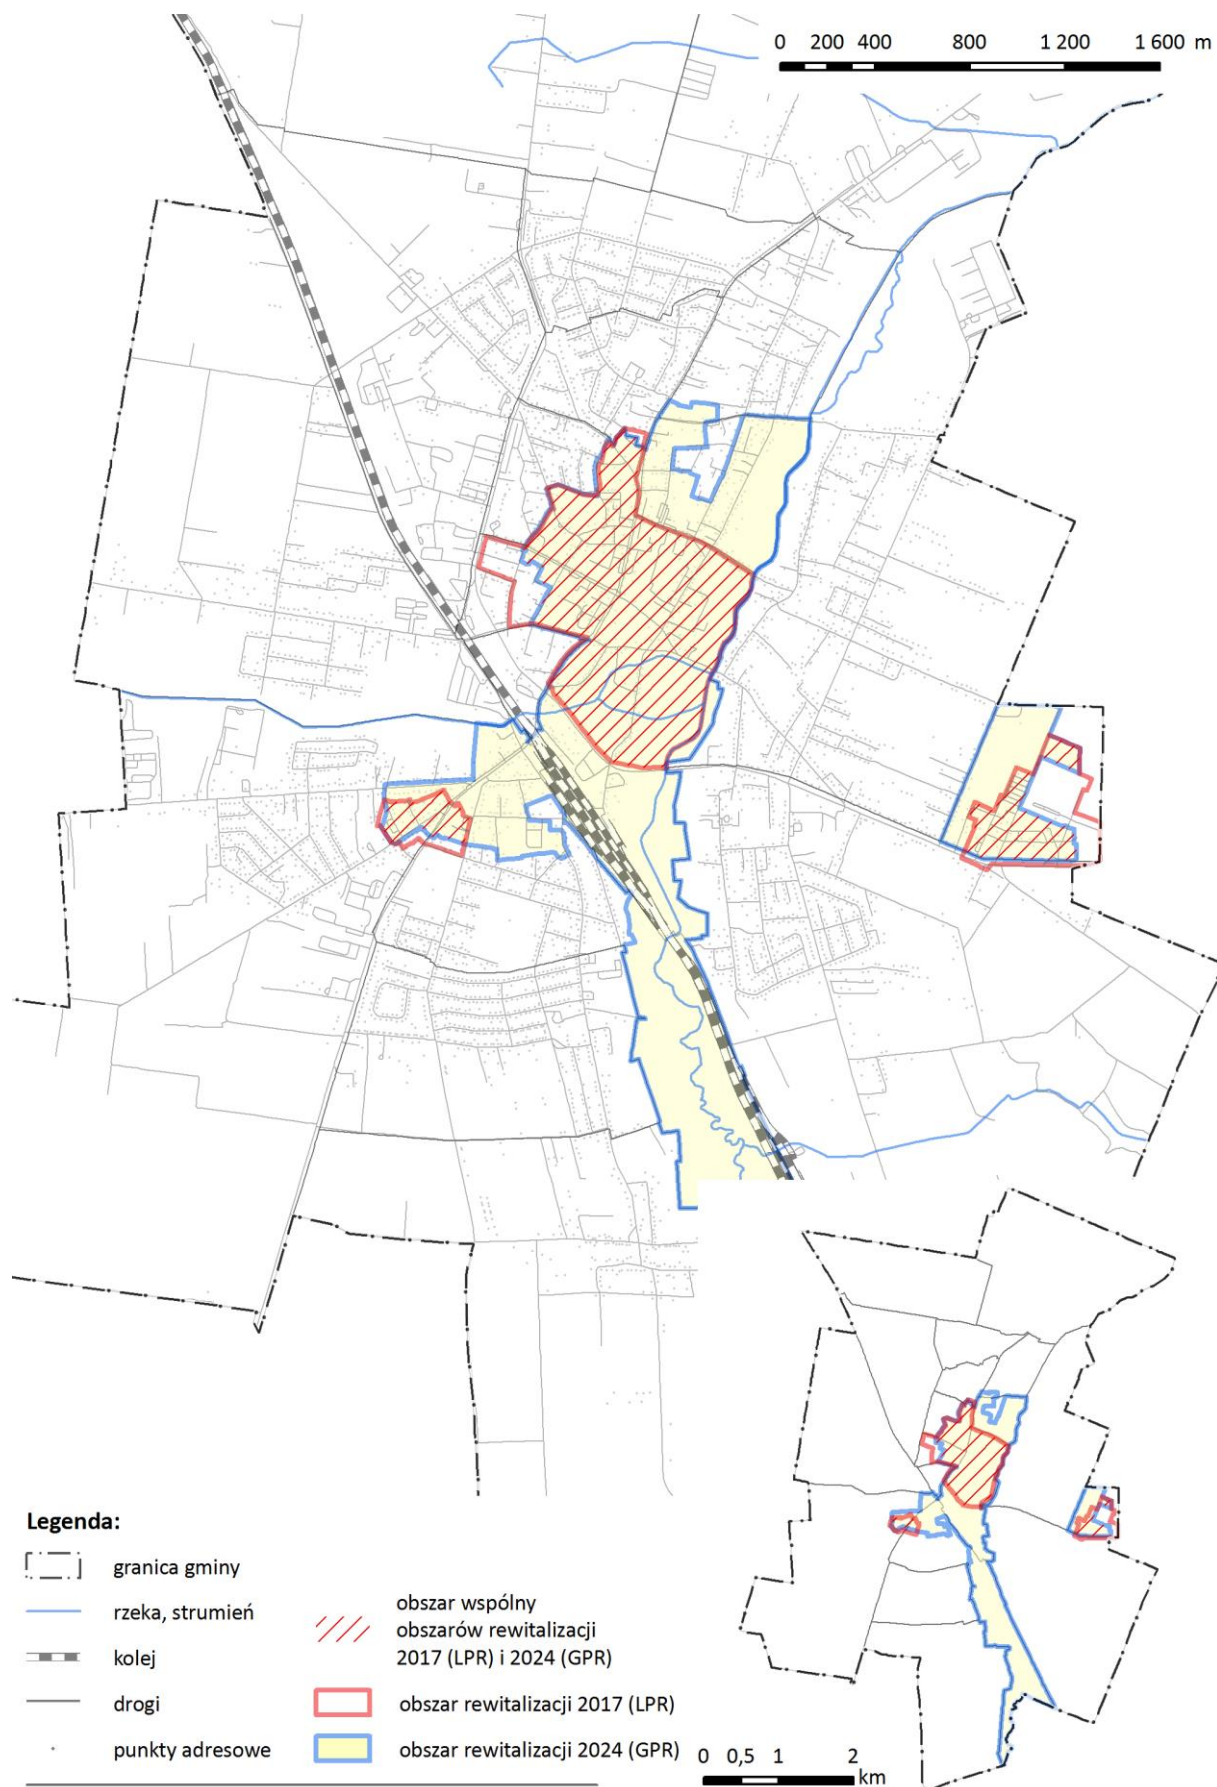 0 200 400 800 1 200 1 600 m
Legenda:
granica gminy
rzeka, strumień
kolej
drogi
punkty adresowe
obszar wspólny
obszarów rewitalizacji
2017 (LPR) i 2024 (GPR)
obszar rewitalizacji 2017 (LPR)
obszar rewitalizacji 2024 (GPR)
0 0,5 1 2
km